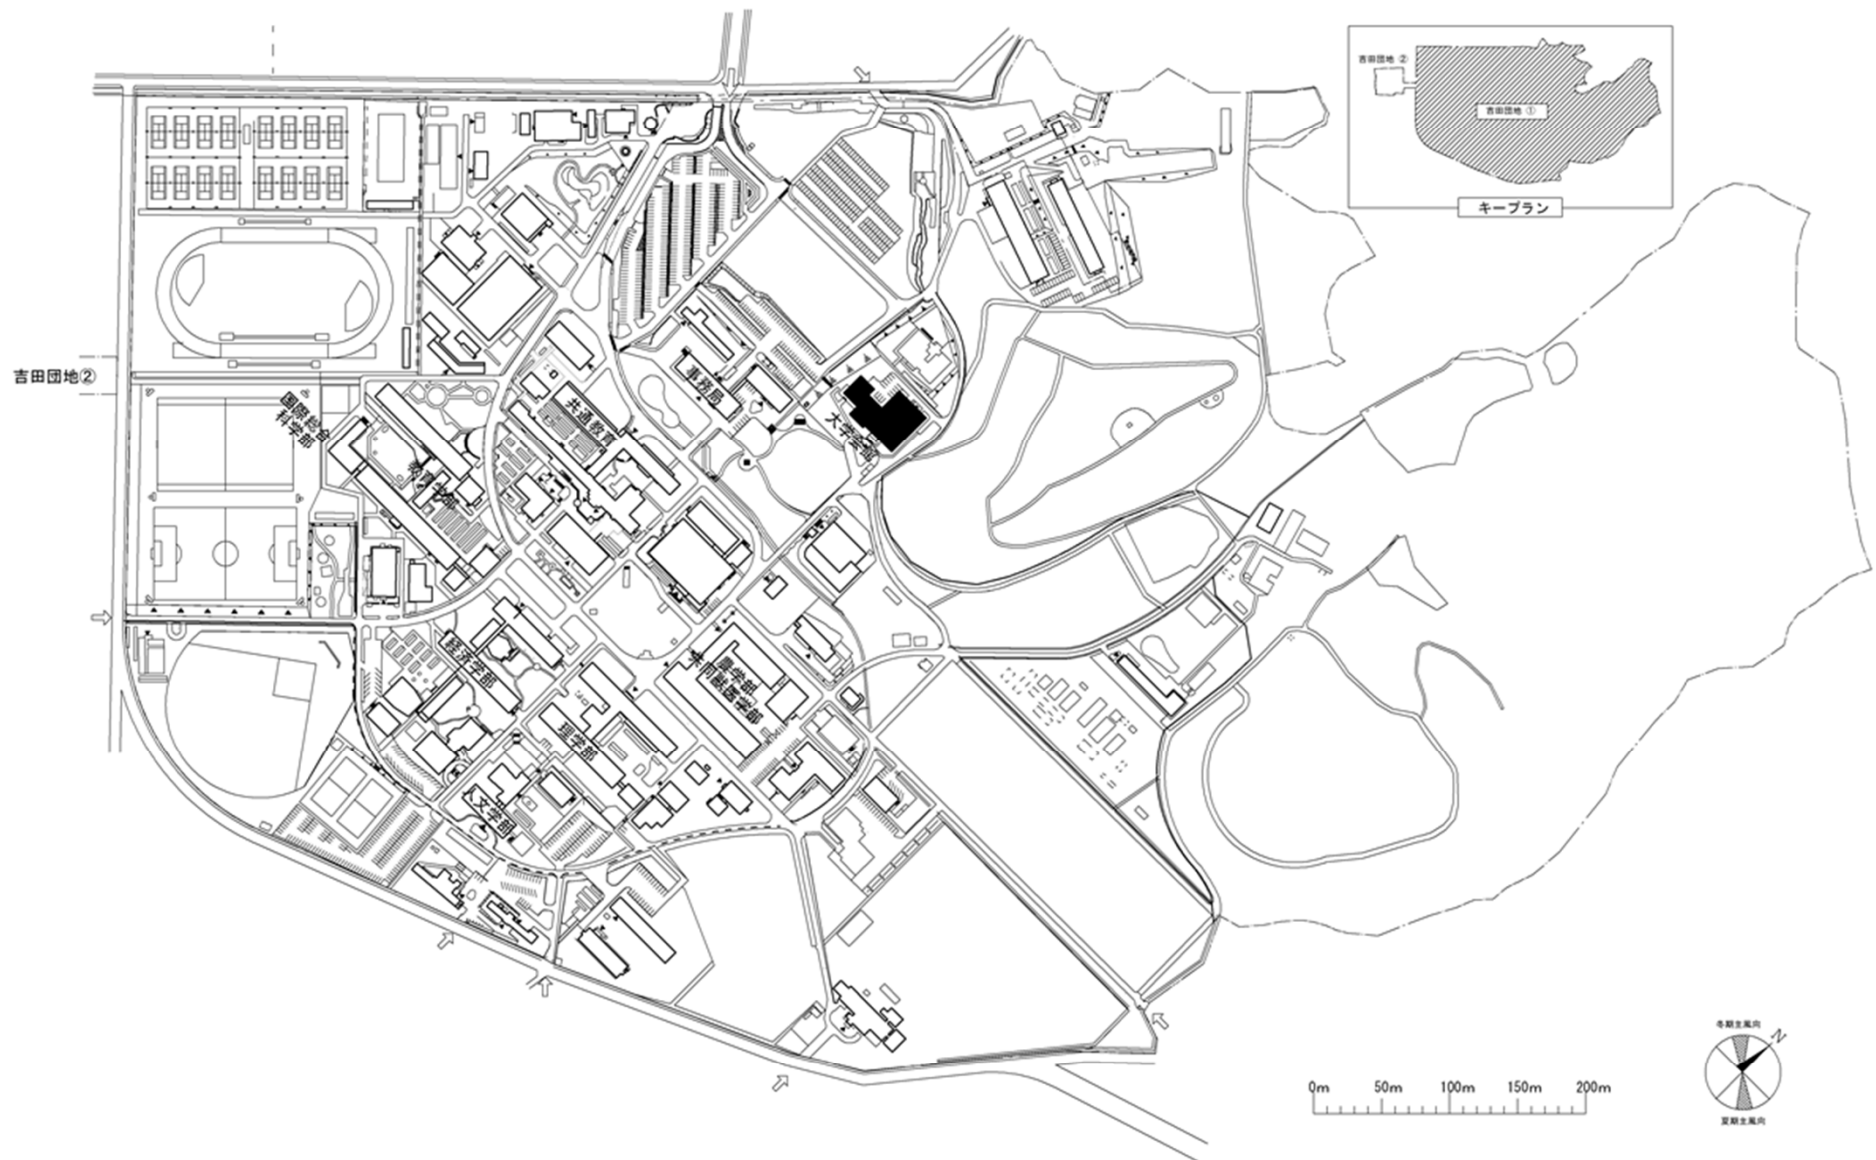 吉田団地 ②
吉田団地 ①
キープラン
吉田団地②
国際総合
科学部
教育学部
共通教育
事務局
大学会館
経済学部
農学部
共同獣医学部
理学部
人文学部
冬期主風向
N
夏期主風向
0m 50m 100m 150m 200m